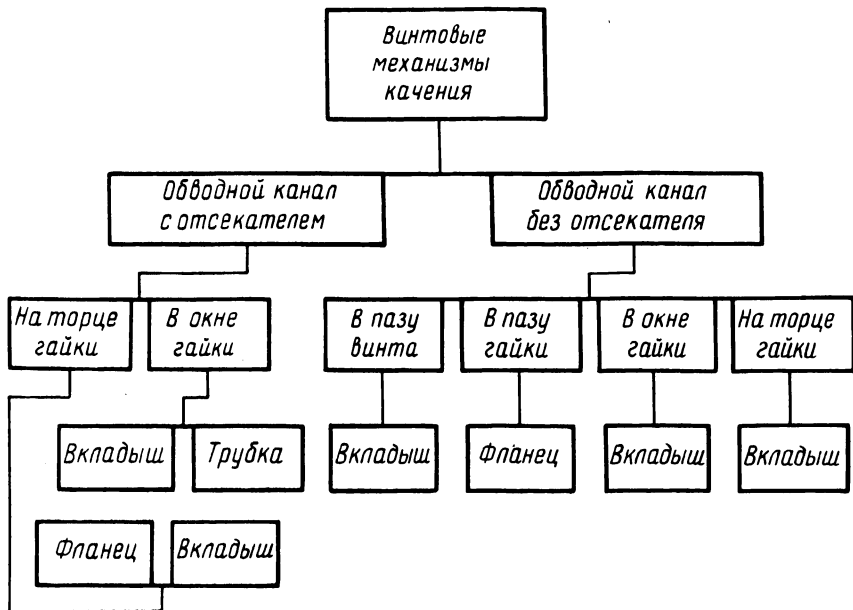 Винтовые
механизмы
качения
Обводной канал
с отсекателем
Обводной канал
без отсекателя
На торце
гайки
В окне
гайки
В пазу
винта
В пазу
гайки
В окне
гайки
На торце
гайки
Вкладыш
Трубка
Вкладыш
Фланец
Вкладыш
Вкладыш
Фланец
Вкладыш